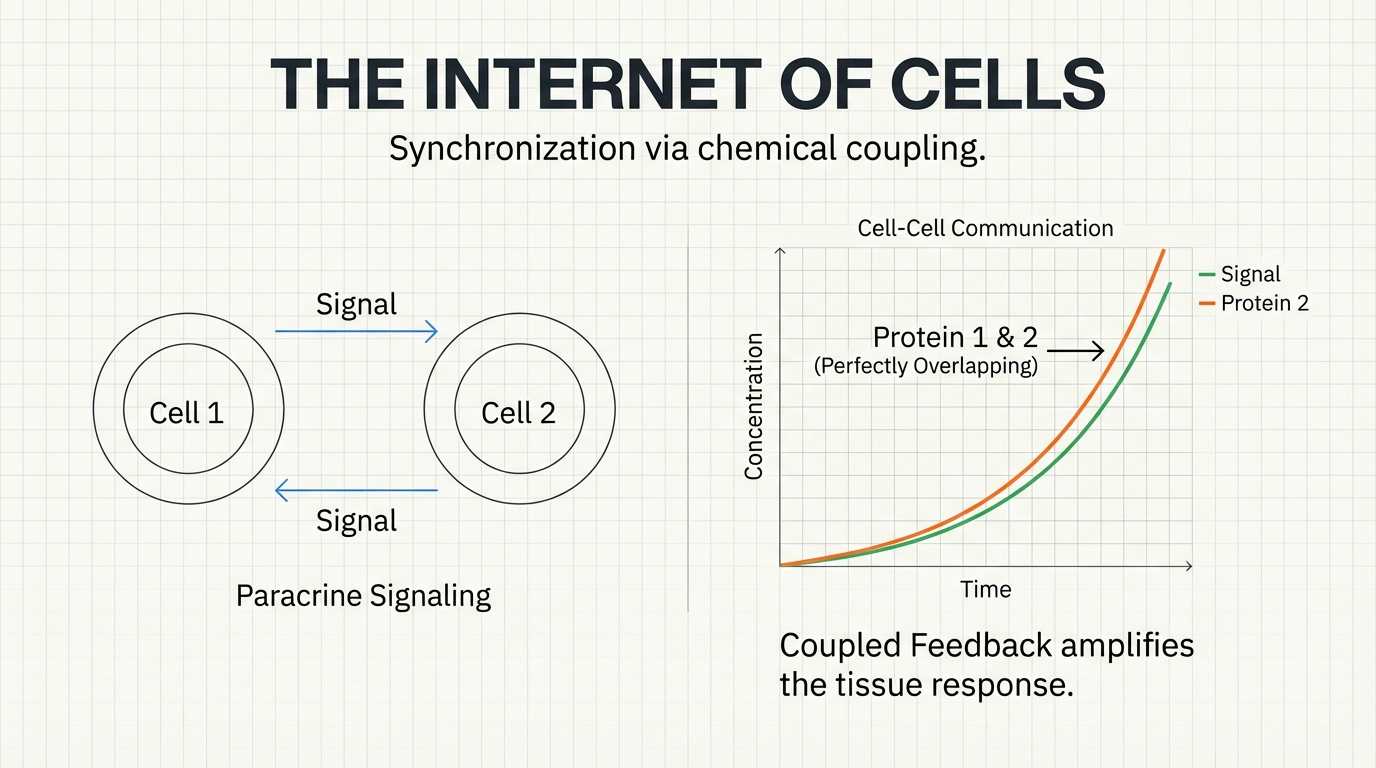 THE INTERNET OF CELLS
Synchronization via chemical coupling.
Signal
Cell 1
Cell 2
Signal
Paracrine Signaling
Cell-Cell Communication
Signal
Protein 2
Protein 1 & 2
(Perfectly Overlapping)
Concentration
Time
Coupled Feedback amplifies
the tissue response.